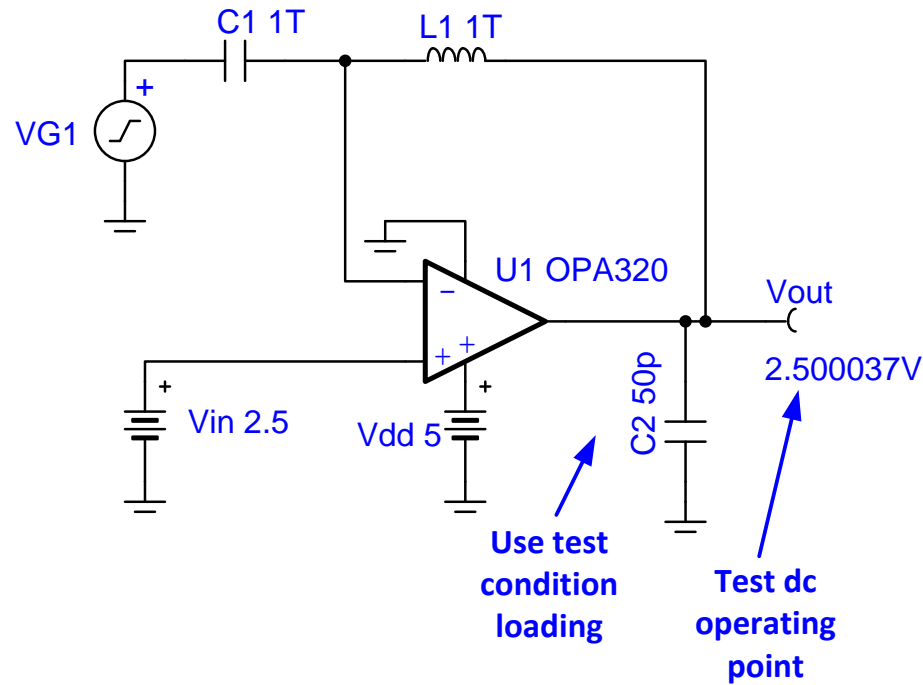 C1 1T
L1 1T
+
VG1
U1 OPA320
−
+
+
Vout
2.500037V
+
Vin 2.5
+
Vdd 5
C2 50p
Use test
condition
loading
Test dc
operating
point